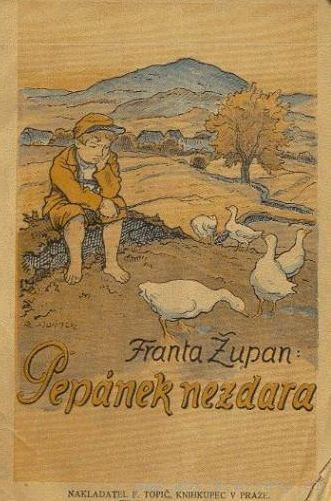 Franta Župan:
Pepánek nezdara
NAKLADATEL F. TOPIČ, KNIHKUPEC V PRAZE.